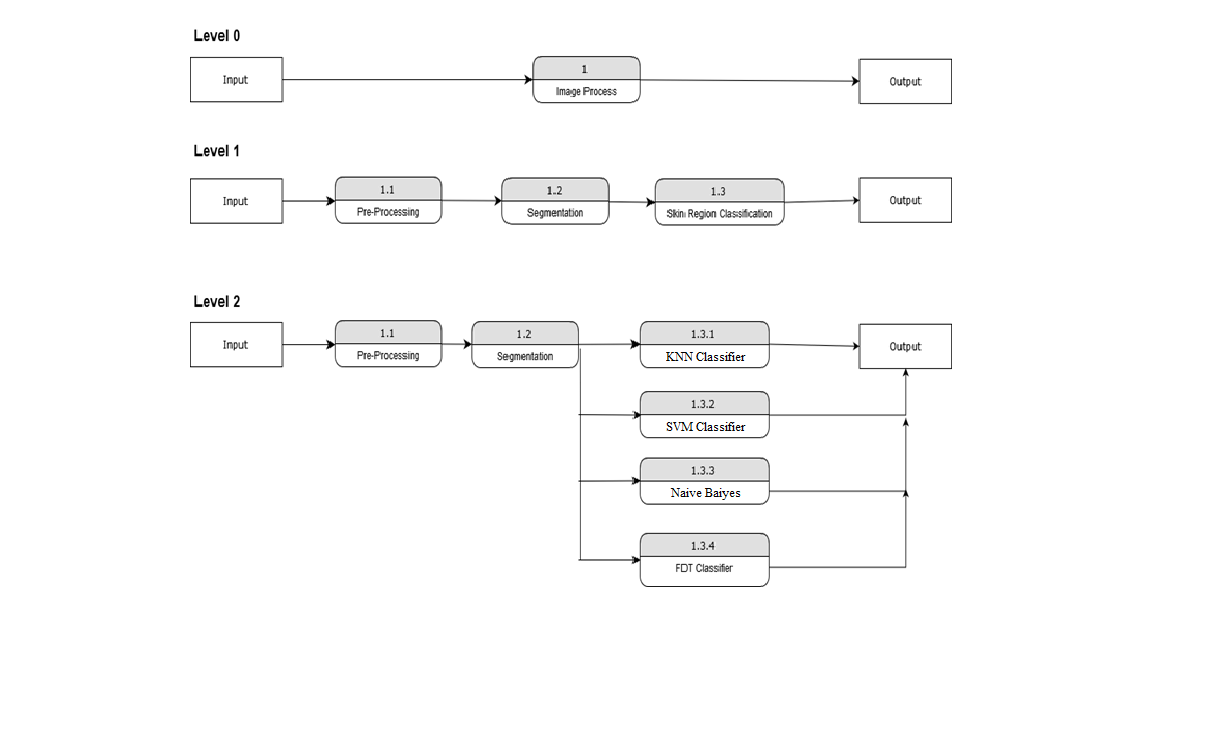 Level 0
Input
1
Image Process
Output
Level 1
Input
1.1
Pre-Processing
1.2
Segmentation
1.3
Skin Region Classification
Output
Level 2
Input
1.1
Pre-Processing
1.2
Segmentation
1.3.1
KNN Classifier
Output
1.3.2
SVM Classifier
1.3.3
Naive Baiyes
1.3.4
FDT Classifier